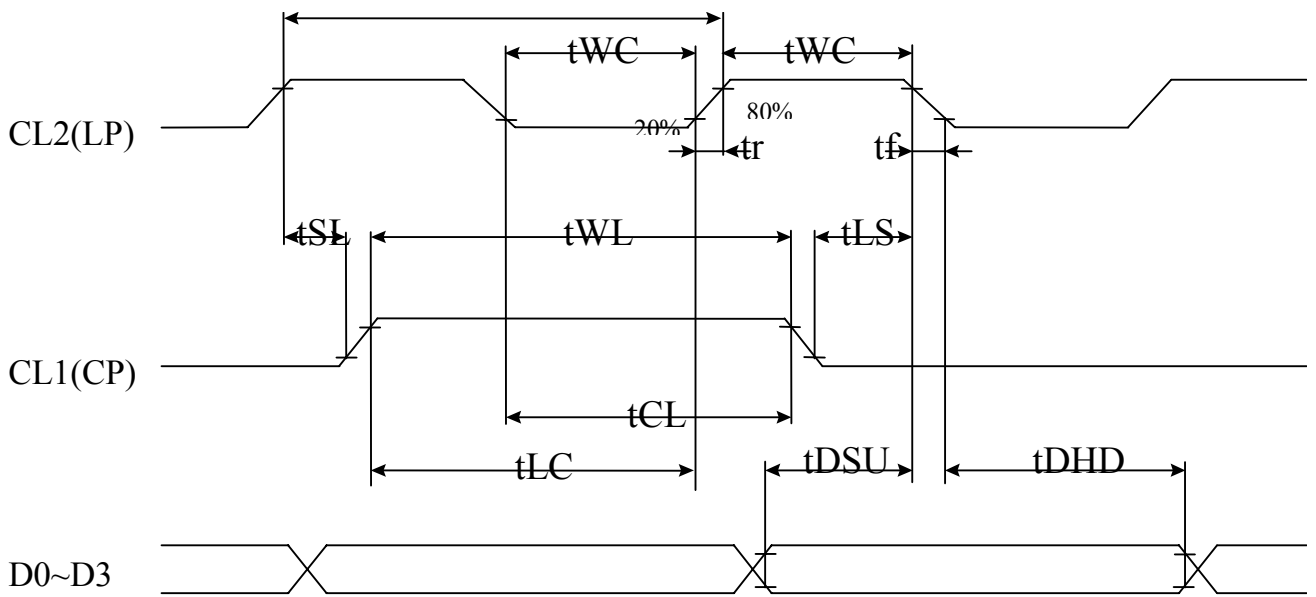 tWC tWC
CL2(LP) 20% 80%
tr tf
tSL tWL tLS
CL1(CP)
tCL
tLC tDSU tDHD
D0~D3